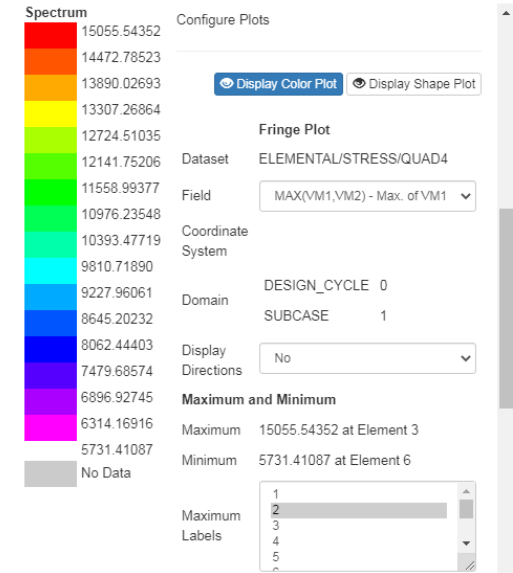 Spectrum
15055.54352
14472.78523
13890.02693
13307.26864
12724.51035
12141.75206
11558.99377
10976.23548
10393.47719
9810.71890
9227.96061
8645.20232
8062.44403
7479.68574
6896.92745
6314.16916
5731.41087
No Data
Configure Plots
Display Color Plot
Display Shape Plot
Fringe Plot
Dataset ELEMENTAL/STRESS/QUAD4
Field MAX(VM1,VM2) - Max. of VM1
Coordinate
System
Domain
DESIGN_CYCLE 0
SUBCASE 1
Display
Directions
No
Maximum and Minimum
Maximum 15055.54352 at Element 3
Minimum 5731.41087 at Element 6
Maximum
Labels
1
2
3
4
5